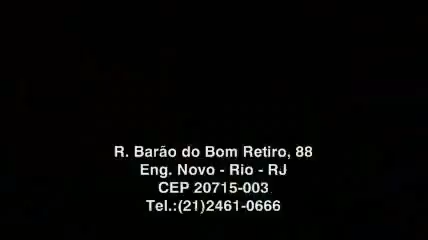 R. Barão do Bom Retiro, 88
Eng. Novo - Rio - RJ
CEP 20715-003
Tel.:(21)2461-0666